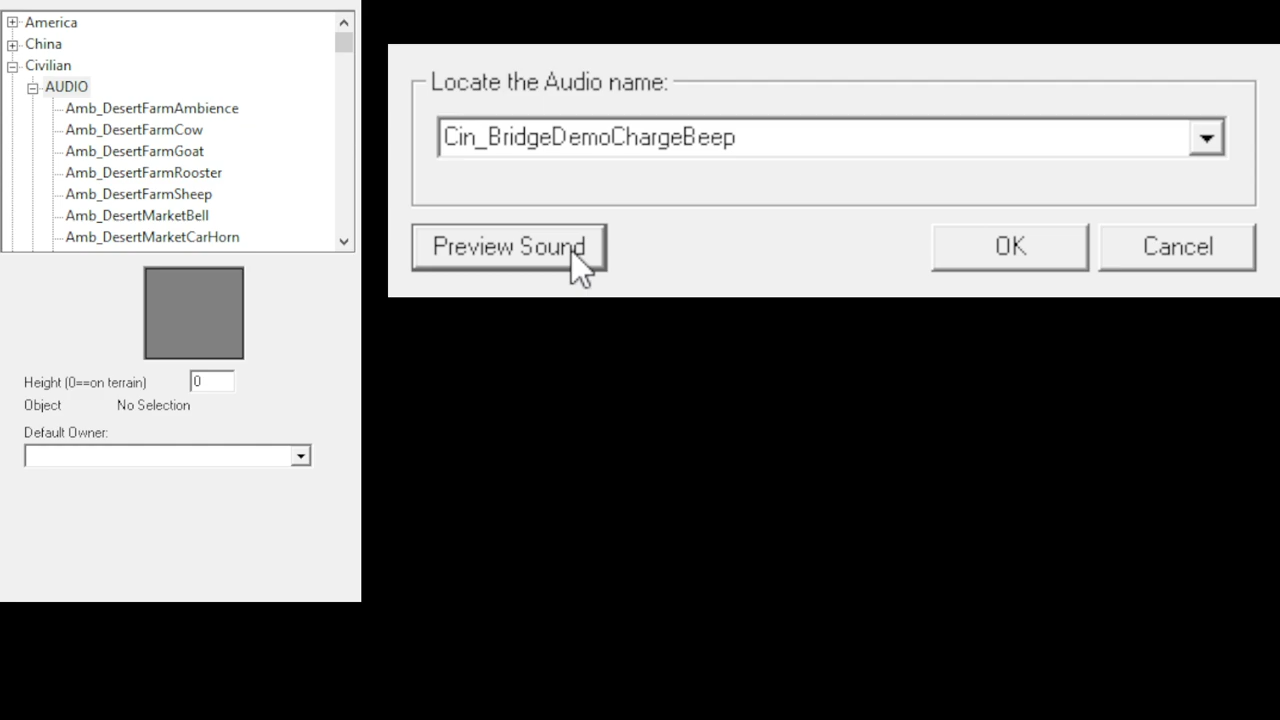 America
China
Civilian
AUDIO
Amb_DesertFarmAmbience
Amb_DesertFarmCow
Amb_DesertFarmGoat
Amb_DesertFarmRooster
Amb_DesertFarmSheep
Amb_DesertMarketBell
Amb_DesertMarketCarHorn
Height (0==on terrain) 0
Object No Selection
Default Owner:
Locate the Audio name:
Cin_BridgeDemoChargeBeep
Preview Sound OK Cancel